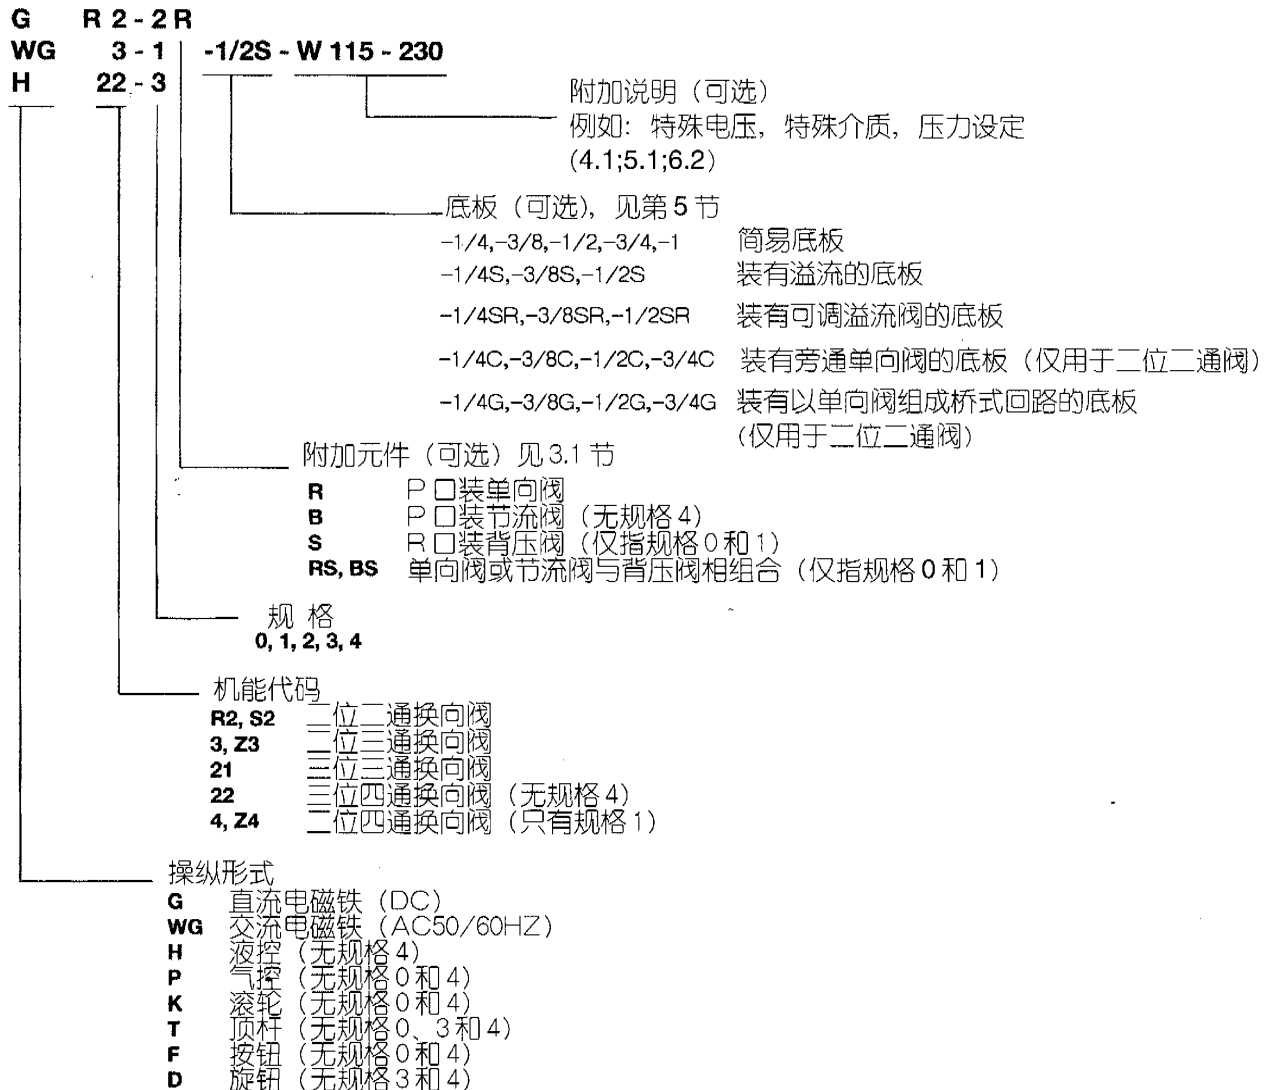 G R2-2R
WG 3-1 -1/2S - W 115 - 230
H 22-3
附加说明（可选）
例如：特殊电压，特殊介质，压力设定
(4.1;5.1;6.2)
底板（可选），见第5节
-1/4,-3/8,-1/2,-3/4,-1 简易底板
-1/4S,-3/8S,-1/2S 装有溢流的底板
-1/4SR,-3/8SR,-1/2SR 装有可调溢流阀的底板
-1/4C,-3/8C,-1/2C,-3/4C 装有旁通单向阀的底板（仅用于二位二通阀）
-1/4G,-3/8G,-1/2G,-3/4G 装有以单向阀组成桥式回路的底板
（仅用于二位二通阀）
附加元件（可选）见3.1节
R P口装单向阀
B P口装节流阀（无规格4）
S R口装背压阀（仅指规格0和1）
RS, BS 单向阀或节流阀与背压阀相组合（仅指规格0和1）
规 格
0, 1, 2, 3, 4
机能代码
R2, S2 二位二通换向阀
3, Z3 二位三通换向阀
21 三位三通换向阀
22 三位四通换向阀（无规格4）
4, Z4 二位四通换向阀（只有规格1）
操纵形式
G 直流电磁铁（DC）
WG 交流电磁铁（AC50/60HZ）
H 液控（无规格4）
P 气控（无规格0和4）
K 滚轮（无规格0和4）
T 顶杆（无规格0、3和4）
F 按钮（无规格0和4）
D 旋钮（无规格3和4）